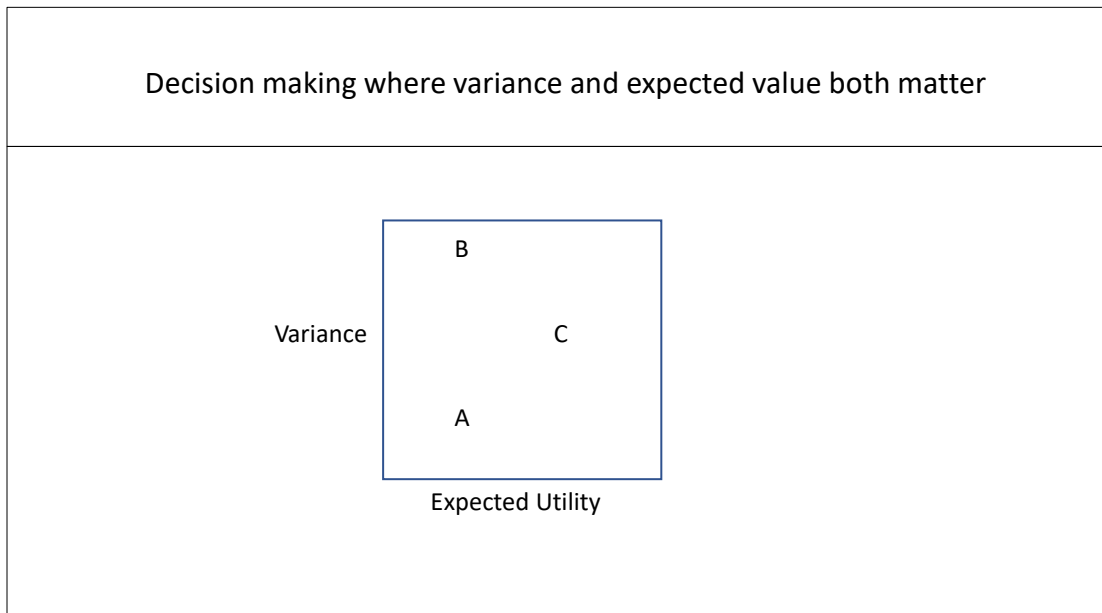 Decision making where variance and expected value both matter
B
Variance
C
A
Expected Utility